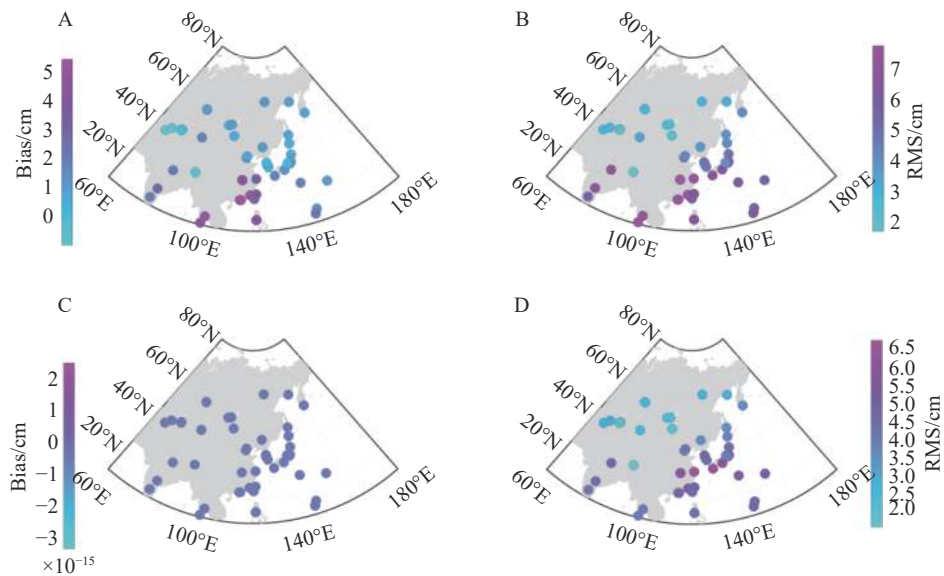 A
B
80°N
60°N
40°N
20°N
60°E
100°E
140°E
180°E
Bias/cm
5
4
3
2
1
0
80°N
60°N
40°N
20°N
60°E
100°E
140°E
180°E
RMS/cm
7
6
5
4
3
2
C
D
80°N
60°N
40°N
20°N
60°E
100°E
140°E
180°E
Bias/cm
2
1
0
−1
−2
−3
×10⁻¹⁵
80°N
60°N
40°N
20°N
60°E
100°E
140°E
180°E
RMS/cm
6.5
6.0
5.5
5.0
4.5
4.0
3.5
3.0
2.5
2.0